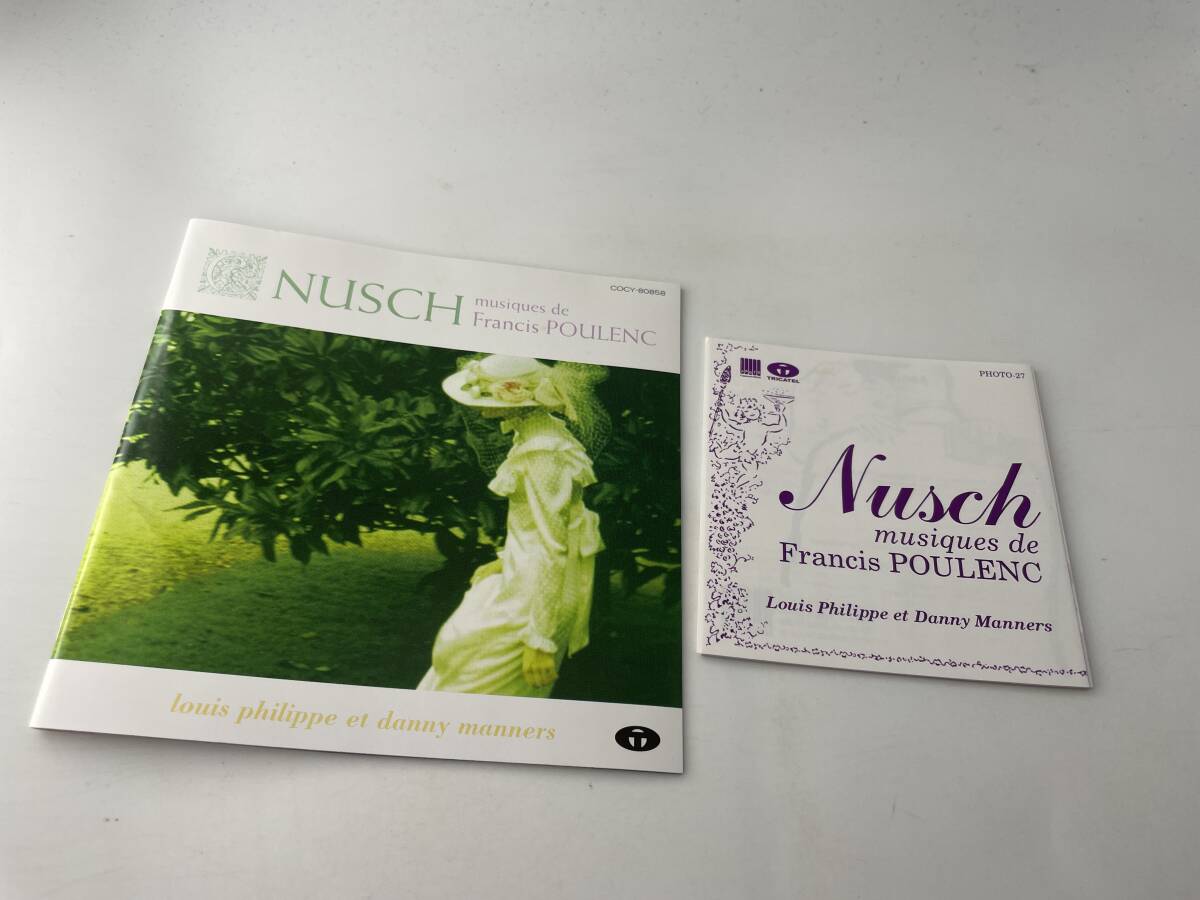 COCY-80858
NUSCH
musiques de
Francis POULENC
louis philippe et danny manners
TRICATEL
PHOTO-27
Nusch
musiques de
Francis POULENC
Louis Philippe et Danny Manners